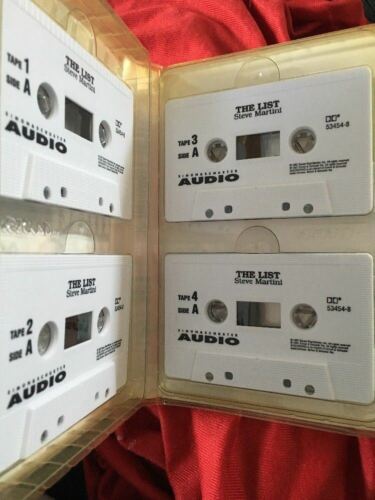 TAPE 1
SIDE A
THE LIST
Steve Martini
SIMON&SCHUSTER
AUDIO
TAPE 3
SIDE A
THE LIST
Steve Martini
53454-8
SIMON&SCHUSTER
AUDIO
TAPE 2
SIDE A
THE LIST
Steve Martini
SIMON&SCHUSTER
AUDIO
TAPE 4
SIDE A
THE LIST
Steve Martini
53454-8
SIMON&SCHUSTER
AUDIO